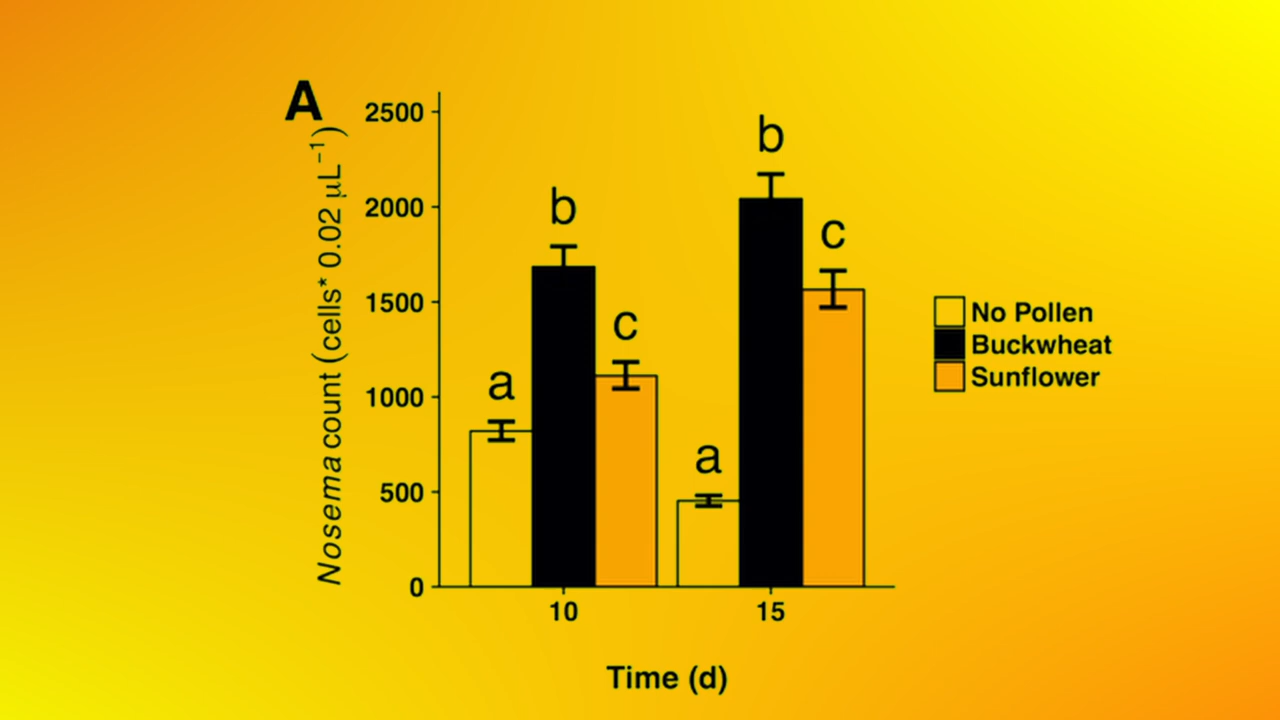 A
Nosema count (cells* 0.02 µL⁻¹)
2500
2000
1500
1000
500
0
a
b
c
a
b
c
10
15
Time (d)
No Pollen
Buckwheat
Sunflower